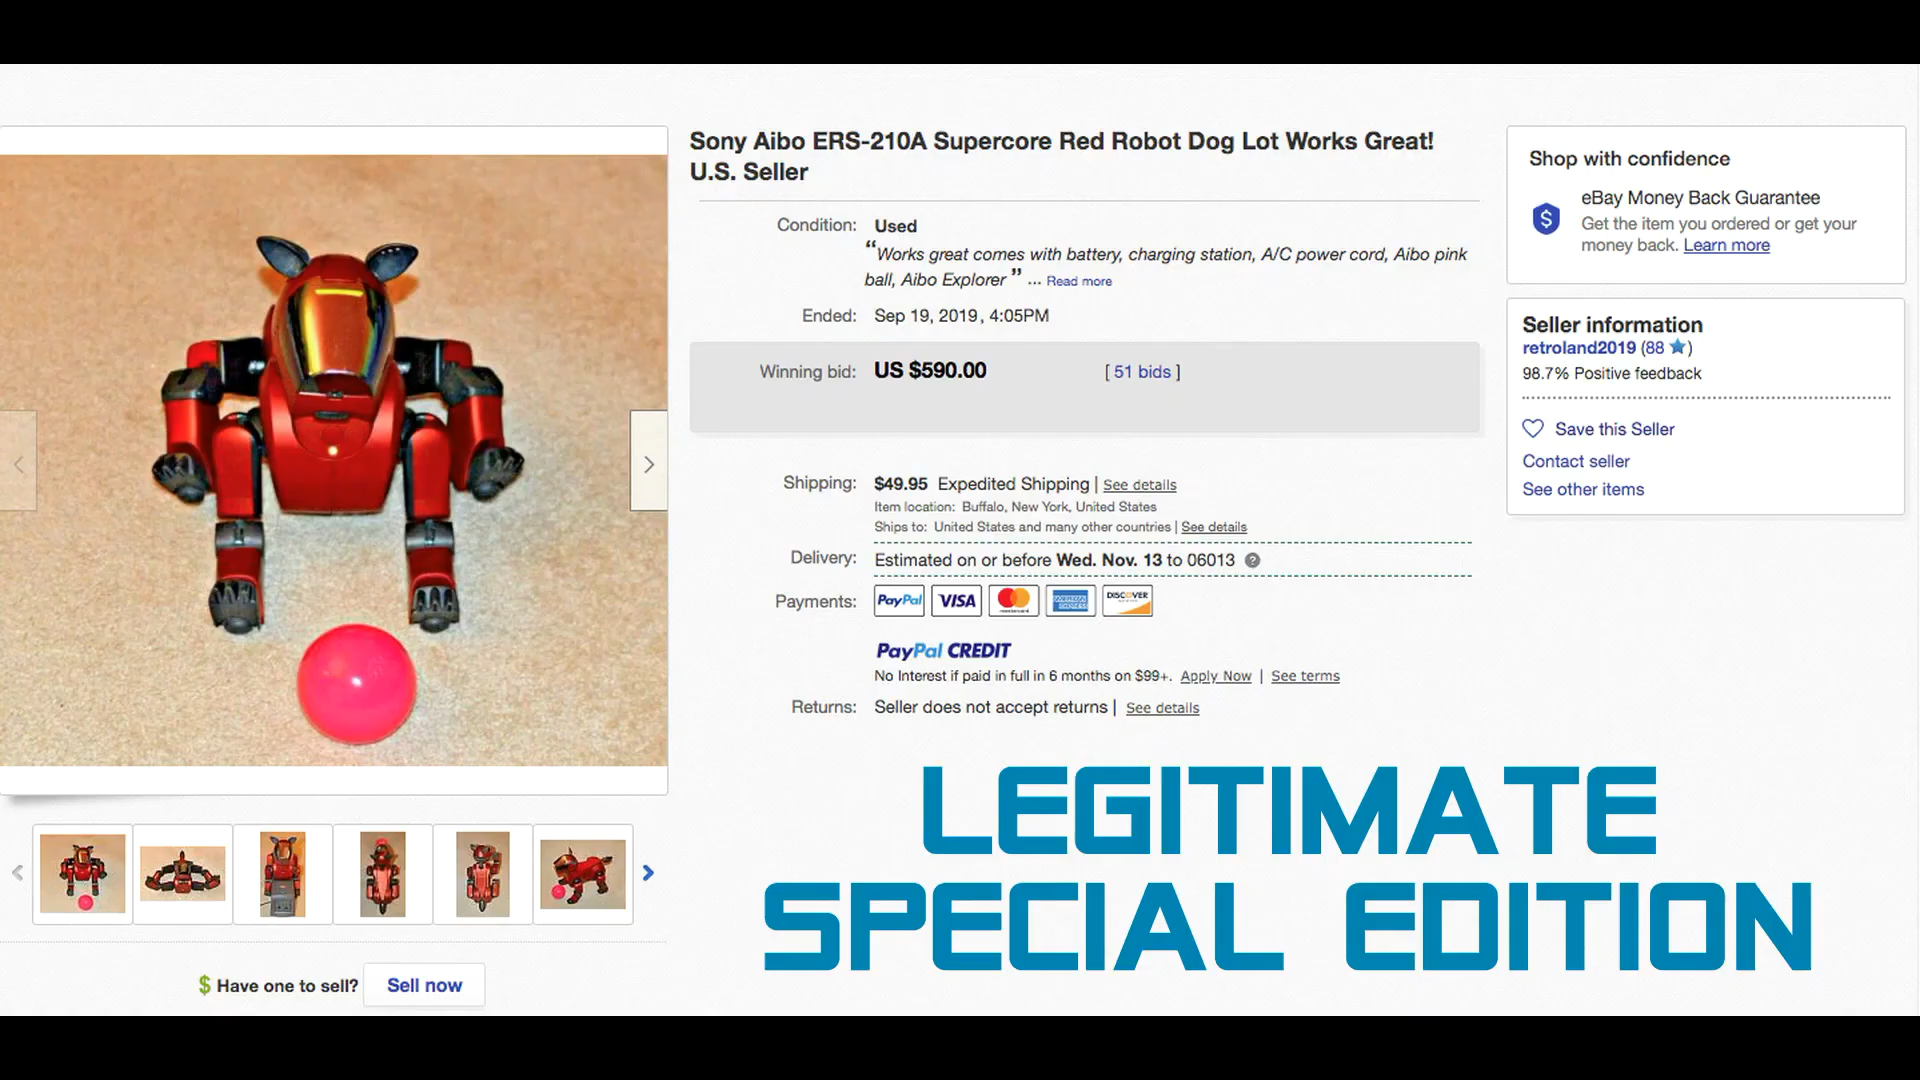 Sony Aibo ERS-210A Supercore Red Robot Dog Lot Works Great!
U.S. Seller
Condition: Used
“Works great comes with battery, charging station, A/C power cord, Aibo pink
ball, Aibo Explorer ” ... Read more
Ended: Sep 19, 2019 , 4:05PM
Winning bid: US $590.00 [ 51 bids ]
Shipping: $49.95 Expedited Shipping | See details
Item location: Buffalo, New York, United States
Ships to: United States and many other countries | See details
Delivery: Estimated on or before Wed. Nov. 13 to 06013 ?
Payments: PayPal VISA mastercard AMERICAN EXPRESS DISCOVER
PayPal CREDIT
No Interest if paid in full in 6 months on $99+. Apply Now | See terms
Returns: Seller does not accept returns | See details
Shop with confidence
$ eBay Money Back Guarantee
Get the item you ordered or get your
money back. Learn more
Seller information
retroland2019 (88 ★)
98.7% Positive feedback
Save this Seller
Contact seller
See other items
LEGITIMATE
SPECIAL EDITION
$ Have one to sell? Sell now